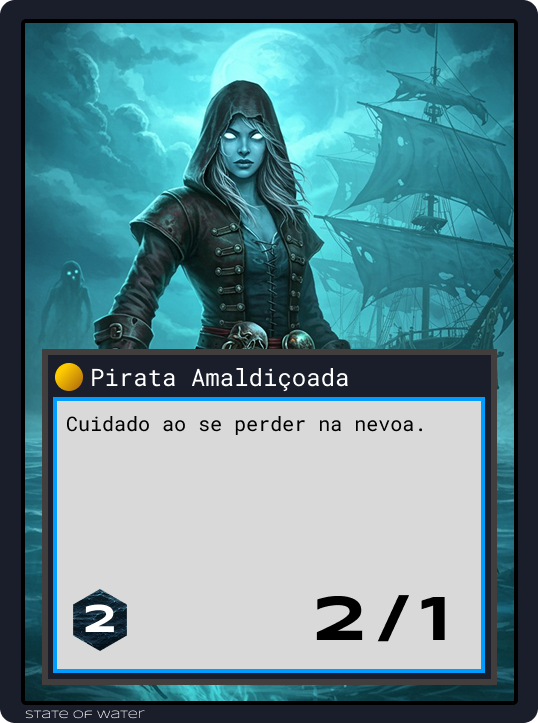 Pirata Amaldiçoada
Cuidado ao se perder na nevoa.
2
2/1
STATE OF WATER